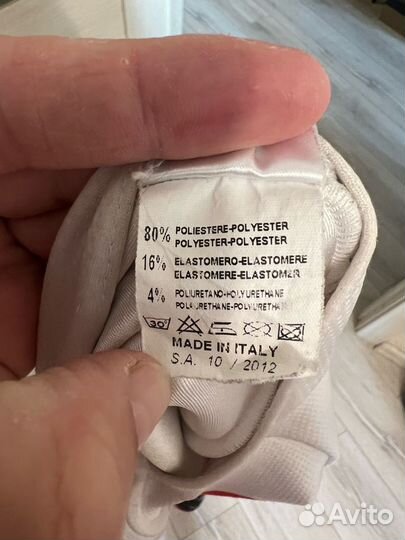 80% POLIESTERE-POLYESTER
POLYESTER-POLYESTER
16% ELASTOMERO-ELASTOMERE
ELASTOMERE-ELASTOMER
4% POLIURETANO-POLYURETHANE
POLYURETHANE-POLYURETHANE
30°
MADE IN ITALY
S.A. 10 / 2012
Avito